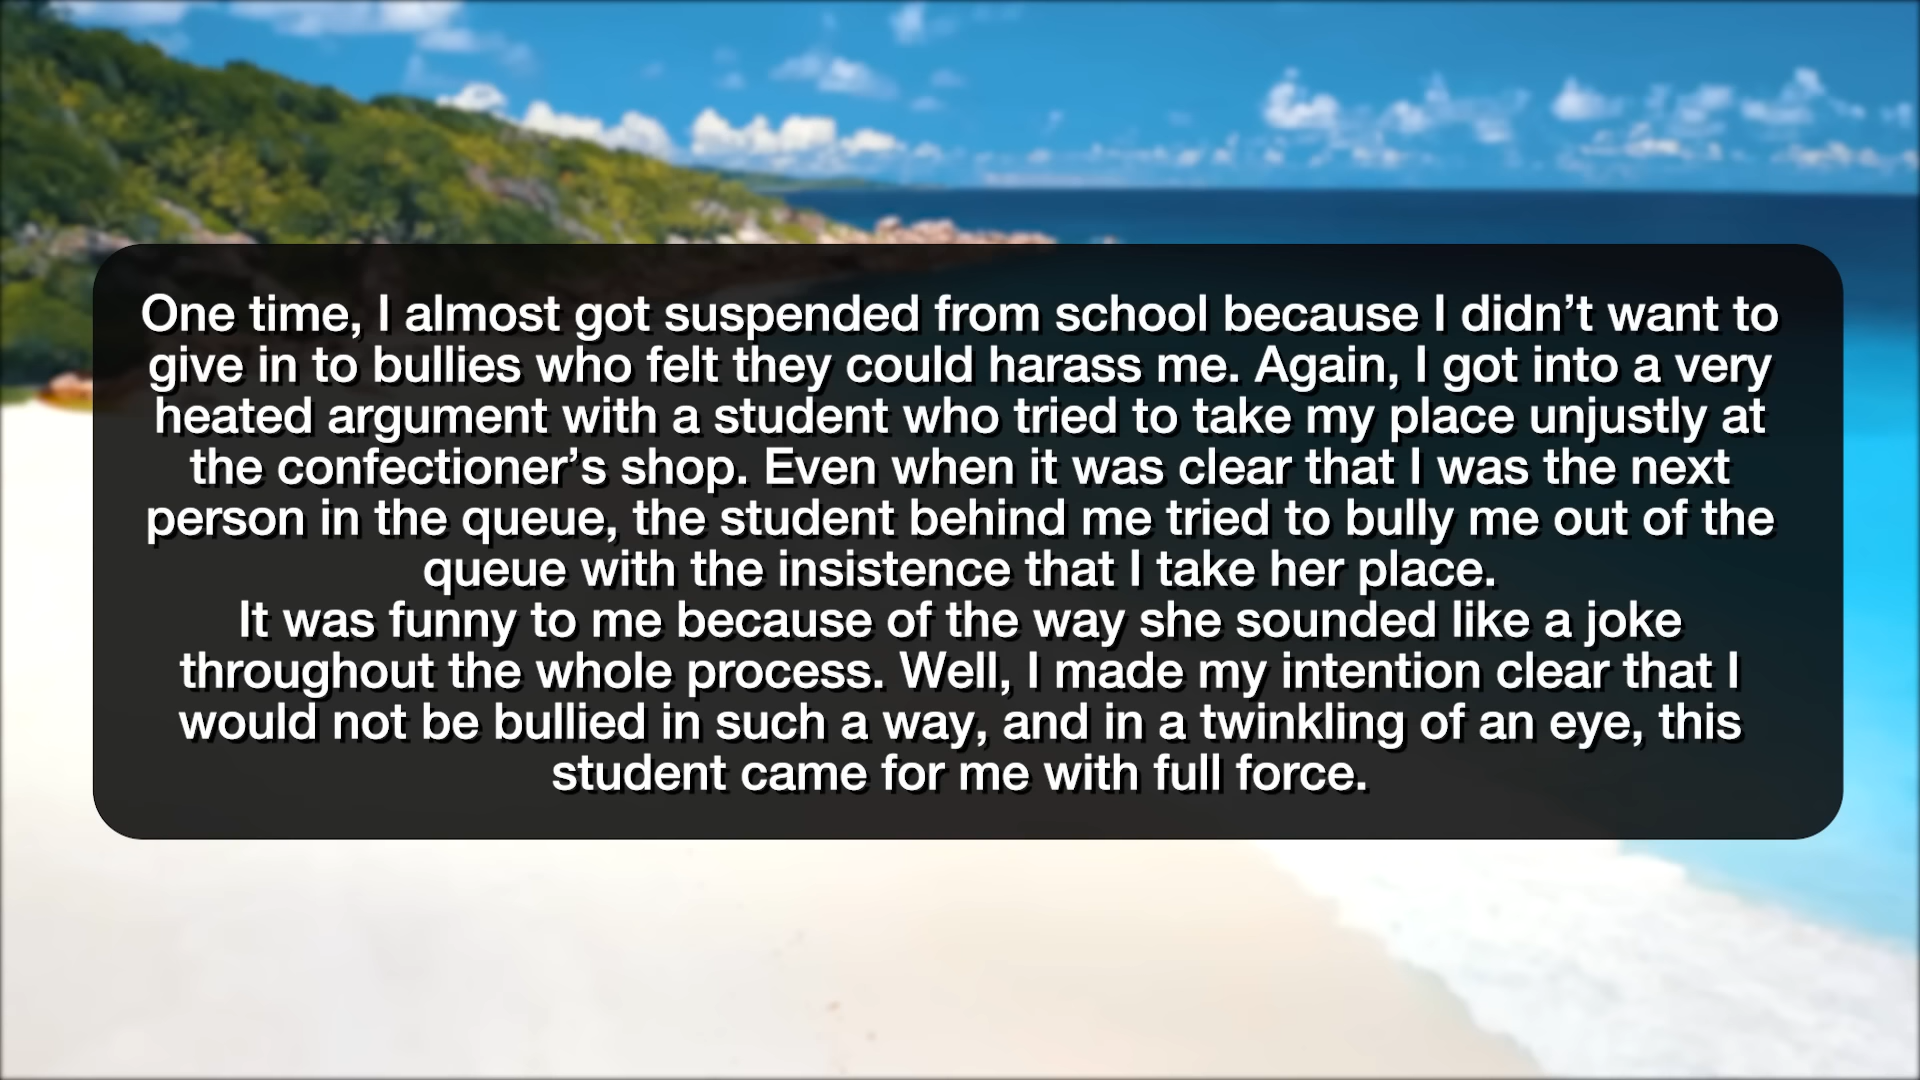 One time, I almost got suspended from school because I didn’t want to
give in to bullies who felt they could harass me. Again, I got into a very
heated argument with a student who tried to take my place unjustly at
the confectioner’s shop. Even when it was clear that I was the next
person in the queue, the student behind me tried to bully me out of the
queue with the insistence that I take her place.
It was funny to me because of the way she sounded like a joke
throughout the whole process. Well, I made my intention clear that I
would not be bullied in such a way, and in a twinkling of an eye, this
student came for me with full force.